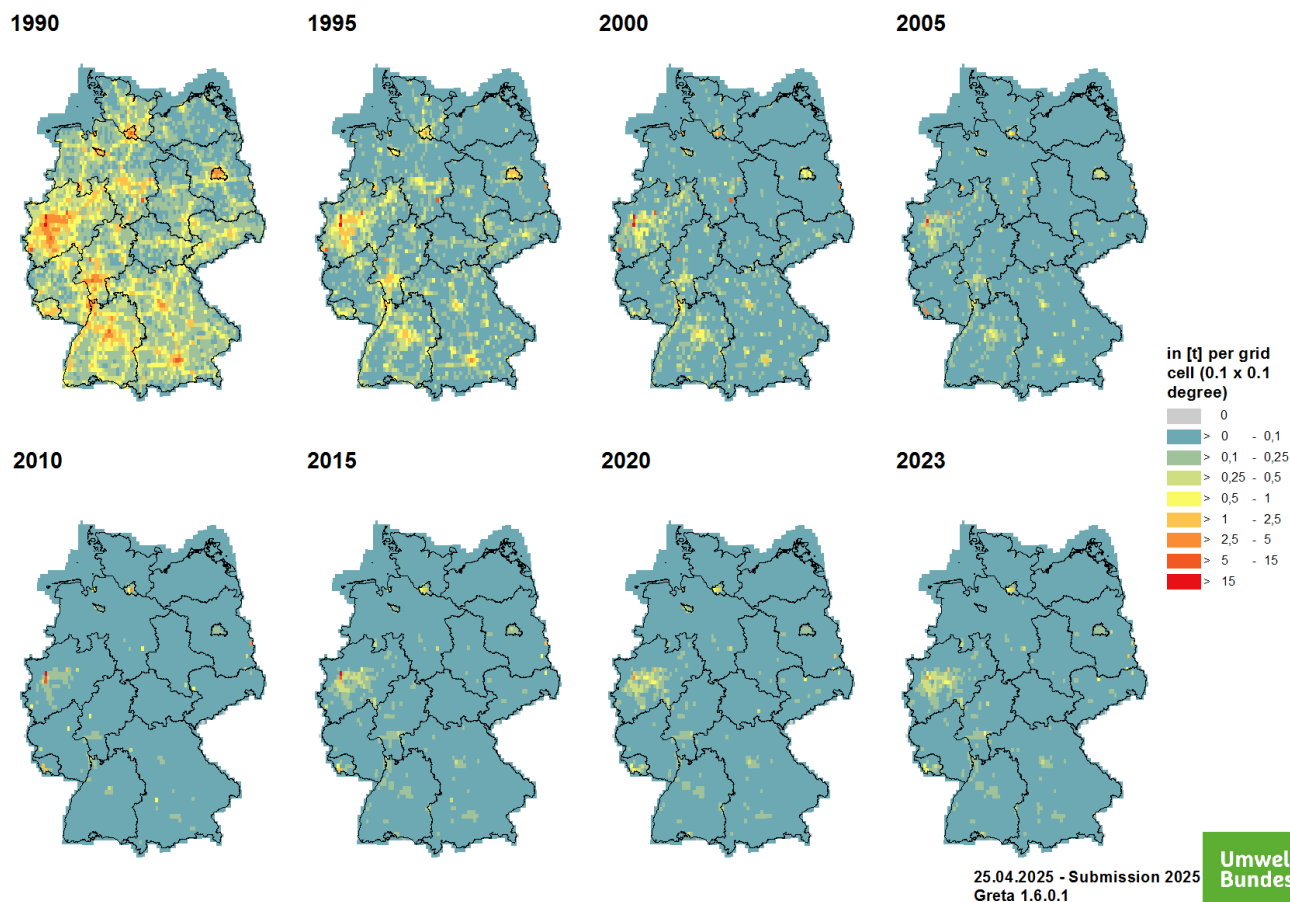 1990
1995
2000
2005
in [t] per grid
cell (0.1 x 0.1
degree)
0
> 0 - 0,1
> 0,1 - 0,25
> 0,25 - 0,5
> 0,5 - 1
> 1 - 2,5
> 2,5 - 5
> 5 - 15
> 15
2010
2015
2020
2023
25.04.2025 - Submission 2025
Greta 1.6.0.1
Umwel
Bundes